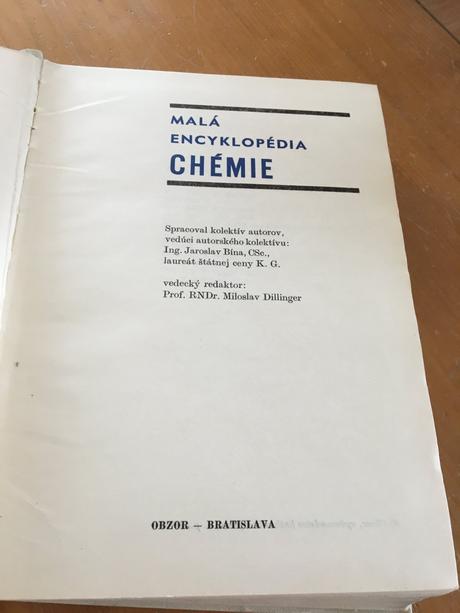 MALÁ
ENCYKLOPÉDIA
CHÉMIE
Spracoval kolektív autorov,
vedúci autorského kolektívu:
Ing. Jaroslav Bína, CSc.,
laureát štátnej ceny K. G.
vedecký redaktor:
Prof. RNDr. Miloslav Dillinger
OBZOR — BRATISLAVA